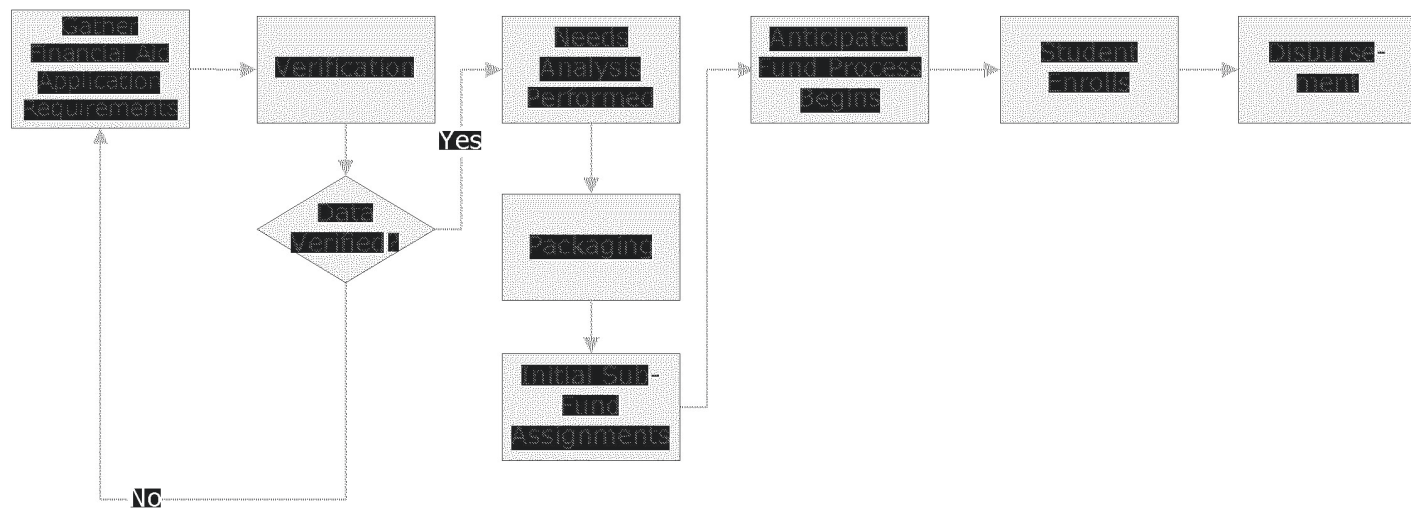 Gather
Financial Aid
Application
Requirements
Verification
Data
Verified?
Yes
No
Needs
Analysis
Performed
Packaging
Initial Sub-
Fund
Assignments
Anticipated
Fund Process
Begins
Student
Enrolls
Disburse-
ment